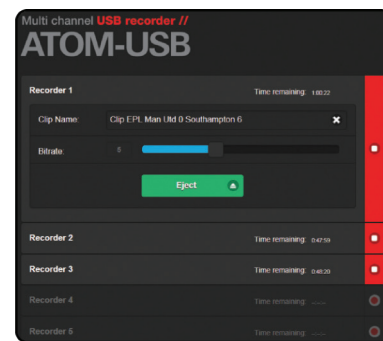 Multi channel USB recorder //
ATOM-USB
Recorder 1 Time remaining: 1:00:22
Clip Name: Clip EPL Man Utd 0 Southampton 6
Bitrate: 5
Eject
Recorder 2 Time remaining: 0:47:59
Recorder 3 Time remaining: 0:48:20
Recorder 4 Time remaining: --:--:--
Recorder 5 Time remaining: --:--:--